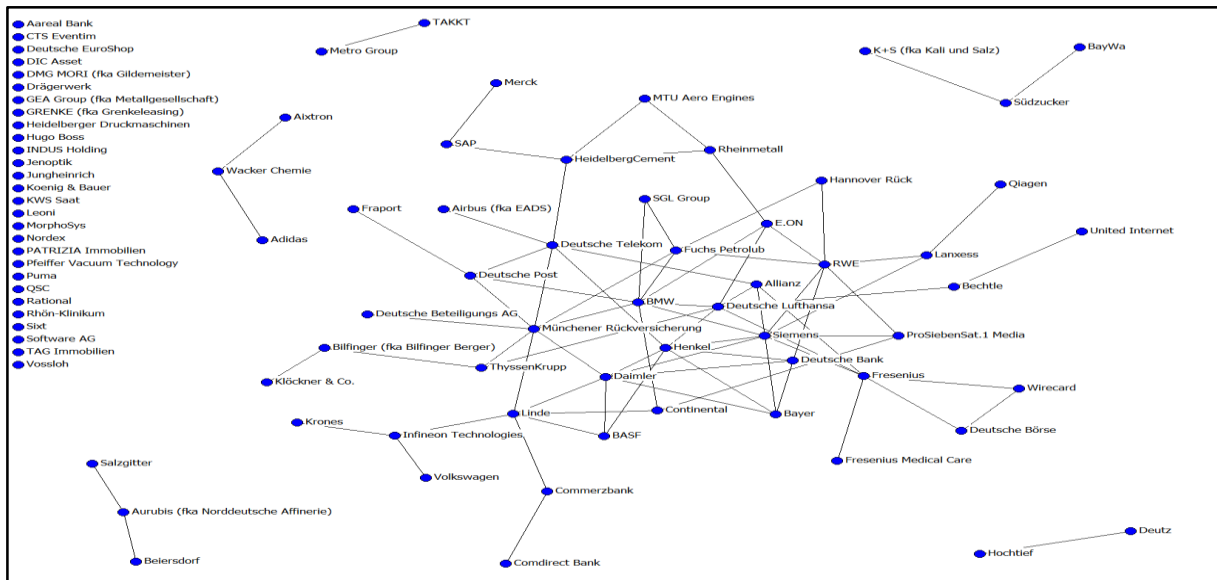 Aareal Bank
CTS Eventim
Deutsche EuroShop
DIC Asset
DMG MORI (fka Gildemeister)
Drägerwerk
GEA Group (fka Metallgesellschaft)
GRENKE (fka Grenkeleasing)
Heidelberger Druckmaschinen
Hugo Boss
INDUS Holding
Jenoptik
Jungheinrich
Koenig & Bauer
KWS Saat
Leoni
MorphoSys
Nordex
PATRIZIA Immobilien
Pfeiffer Vacuum Technology
Puma
QSC
Rational
Rhön-Klinikum
Sixt
Software AG
TAG Immobilien
Vossloh
TAKKT
Metro Group
K+S (fka Kali und Salz)
BayWa
Südzucker
Merck
MTU Aero Engines
Aixtron
SAP
HeidelbergCement
Rheinmetall
Wacker Chemie
Hannover Rück
Qiagen
SGL Group
Fraport
Airbus (fka EADS)
E.ON
United Internet
Adidas
Deutsche Telekom
Fuchs Petrolub
Lanxess
RWE
Deutsche Post
Allianz
Bechtle
BMW
Deutsche Lufthansa
Deutsche Beteiligungs AG
Münchener Rückversicherung
Siemens
ProSiebenSat.1 Media
Bilfinger (fka Bilfinger Berger)
Henkel
Deutsche Bank
ThyssenKrupp
Daimler
Fresenius
Klöckner & Co.
Wirecard
Linde
Continental
Bayer
Krones
Infineon Technologies
BASF
Deutsche Börse
Salzgitter
Fresenius Medical Care
Volkswagen
Commerzbank
Aurubis (fka Norddeutsche Affinerie)
Deutz
Hochtief
Beiersdorf
Comdirect Bank